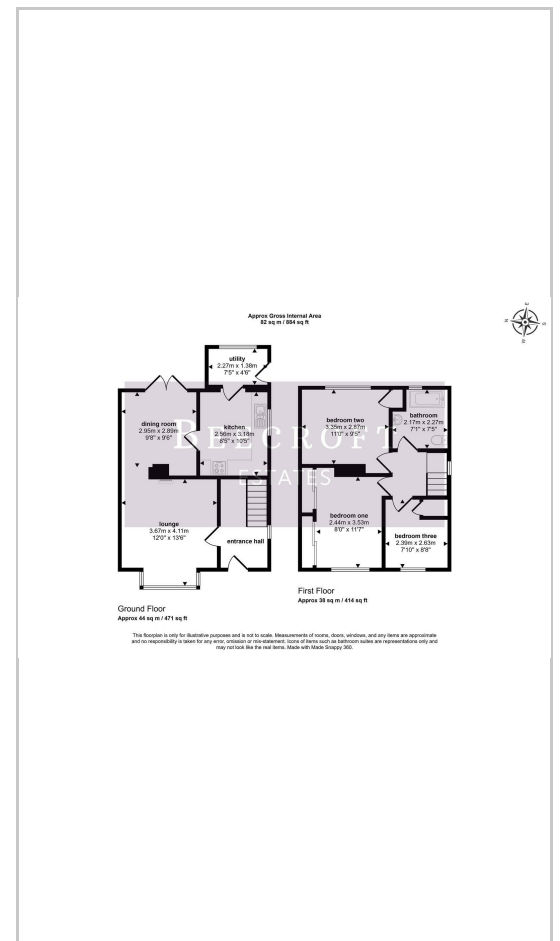 Approx Gross Internal Area
82 sq m / 884 sq ft
E
N
S
W
utility
2.27m x 1.38m
7'5" x 4'6"
dining room
2.95m x 2.89m
9'8" x 9'6"
kitchen
2.56m x 3.18m
8'5" x 10'5"
bedroom two
3.35m x 2.87m
11'0" x 9'5"
bathroom
2.17m x 2.27m
7'1" x 7'5"
BELCROFT
ESTATES
lounge
3.67m x 4.11m
12'0" x 13'6"
entrance hall
bedroom one
2.44m x 3.53m
8'0" x 11'7"
bedroom three
2.39m x 2.63m
7'10" x 8'8"
Ground Floor
Approx 44 sq m / 471 sq ft
First Floor
Approx 38 sq m / 414 sq ft
This floorplan is only for illustrative purposes and is not to scale. Measurements of rooms, doors, windows, and any items are approximate
and no responsibility is taken for any error, omission or mis-statement. Icons of items such as bathroom suites are representations only and
may not look like the real items. Made with Made Snappy 360.